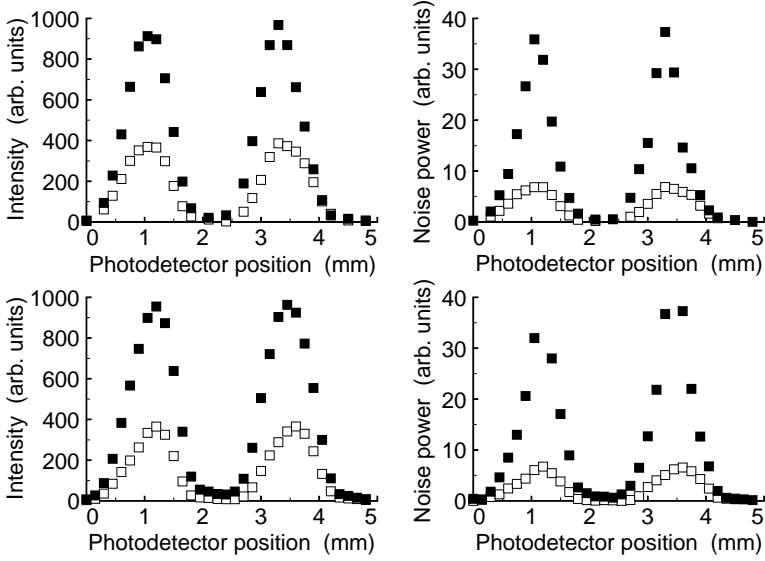 1000
800
600
400
200
0
Intensity (arb. units)
0 1 2 3 4 5
Photodetector position (mm)
40
30
20
10
0
Noise power (arb. units)
0 1 2 3 4 5
Photodetector position (mm)
1000
800
600
400
200
0
Intensity (arb. units)
0 1 2 3 4 5
Photodetector position (mm)
40
30
20
10
0
Noise power (arb. units)
0 1 2 3 4 5
Photodetector position (mm)